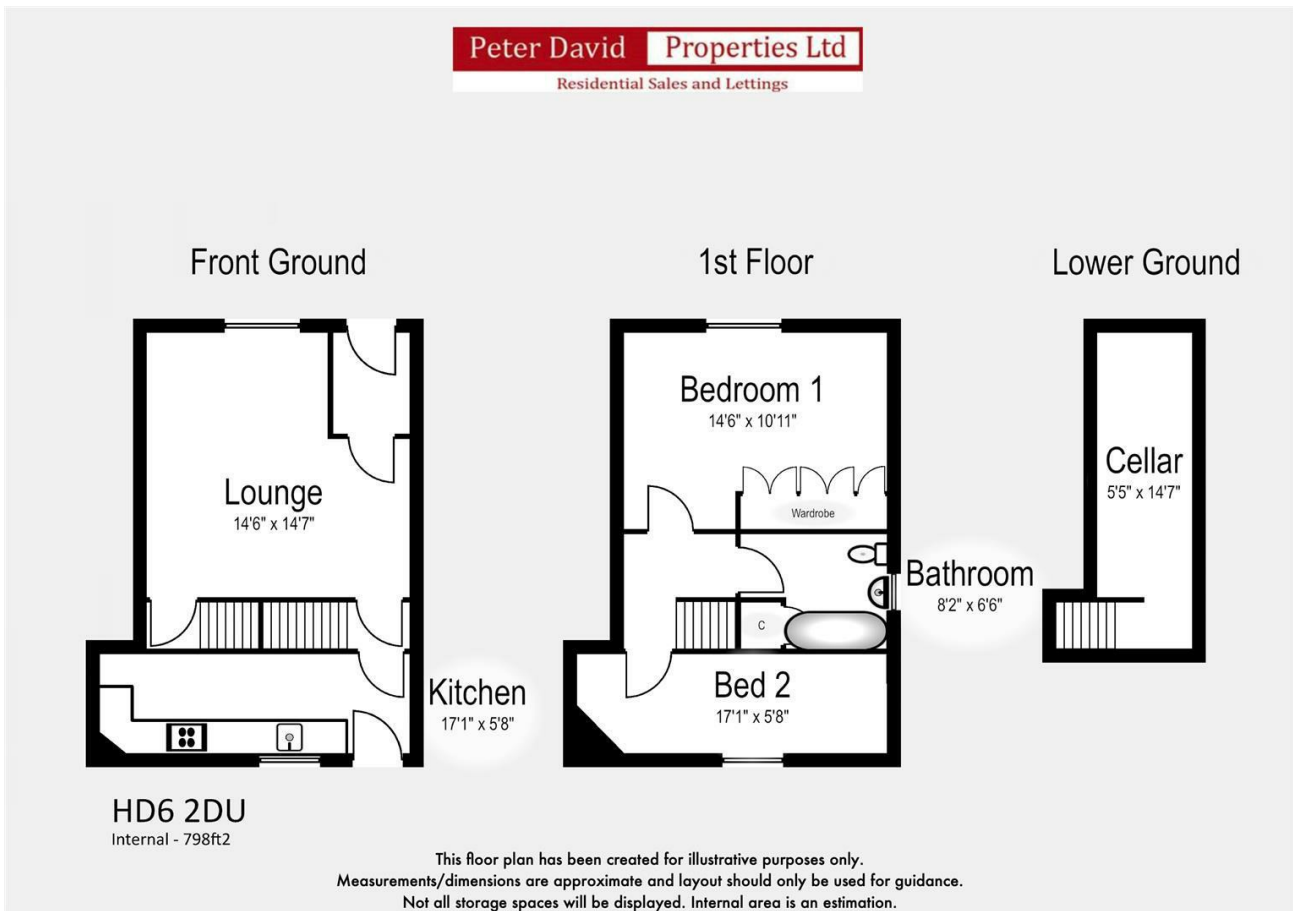 Peter David Properties Ltd
Residential Sales and Lettings
Front Ground
1st Floor
Lower Ground
Bedroom 1
14'6" x 10'11"
Lounge
14'6" x 14'7"
Cellar
5'5" x 14'7"
Wardrobe
Bathroom
8'2" x 6'6"
C
Kitchen
17'1" x 5'8"
Bed 2
17'1" x 5'8"
HD6 2DU
Internal - 798ft2
This floor plan has been created for illustrative purposes only.
Measurements/dimensions are approximate and layout should only be used for guidance.
Not all storage spaces will be displayed. Internal area is an estimation.